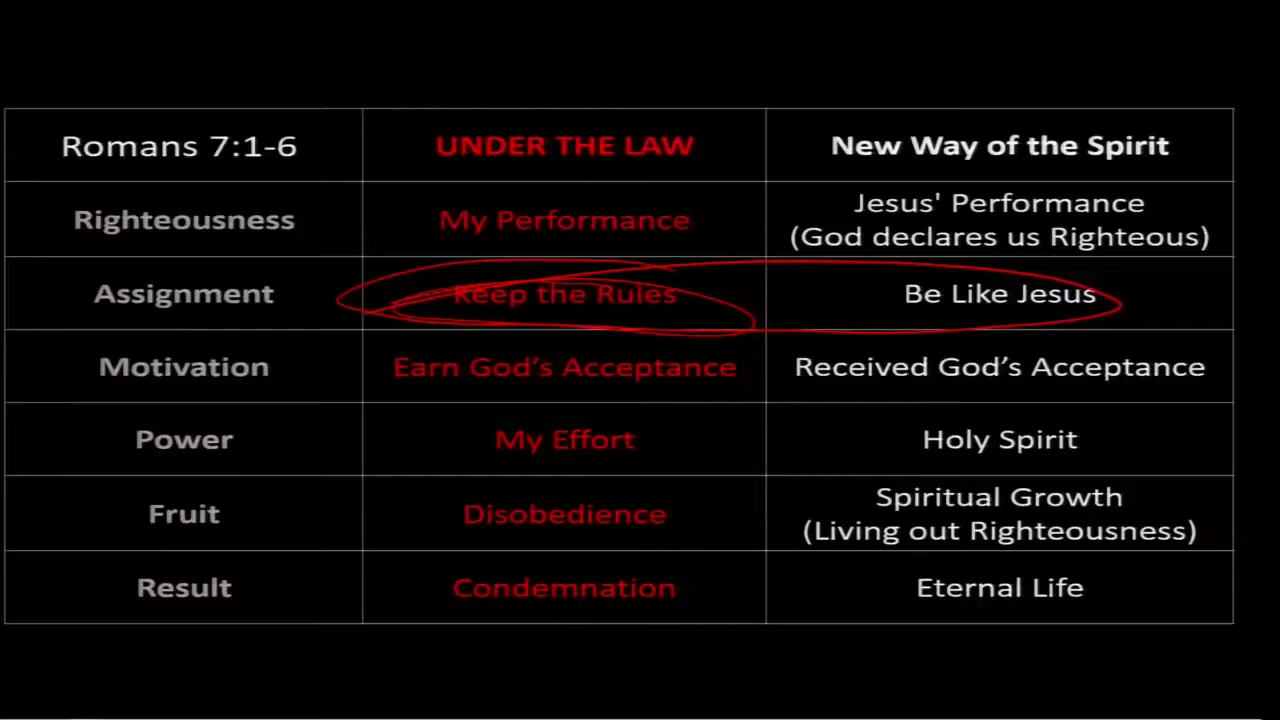 Romans 7:1-6 UNDER THE LAW New Way of the Spirit
Righteousness My Performance Jesus' Performance
(God declares us Righteous)
Assignment Keep the Rules Be Like Jesus
Motivation Earn God’s Acceptance Received God’s Acceptance
Power My Effort Holy Spirit
Fruit Disobedience Spiritual Growth
(Living out Righteousness)
Result Condemnation Eternal Life